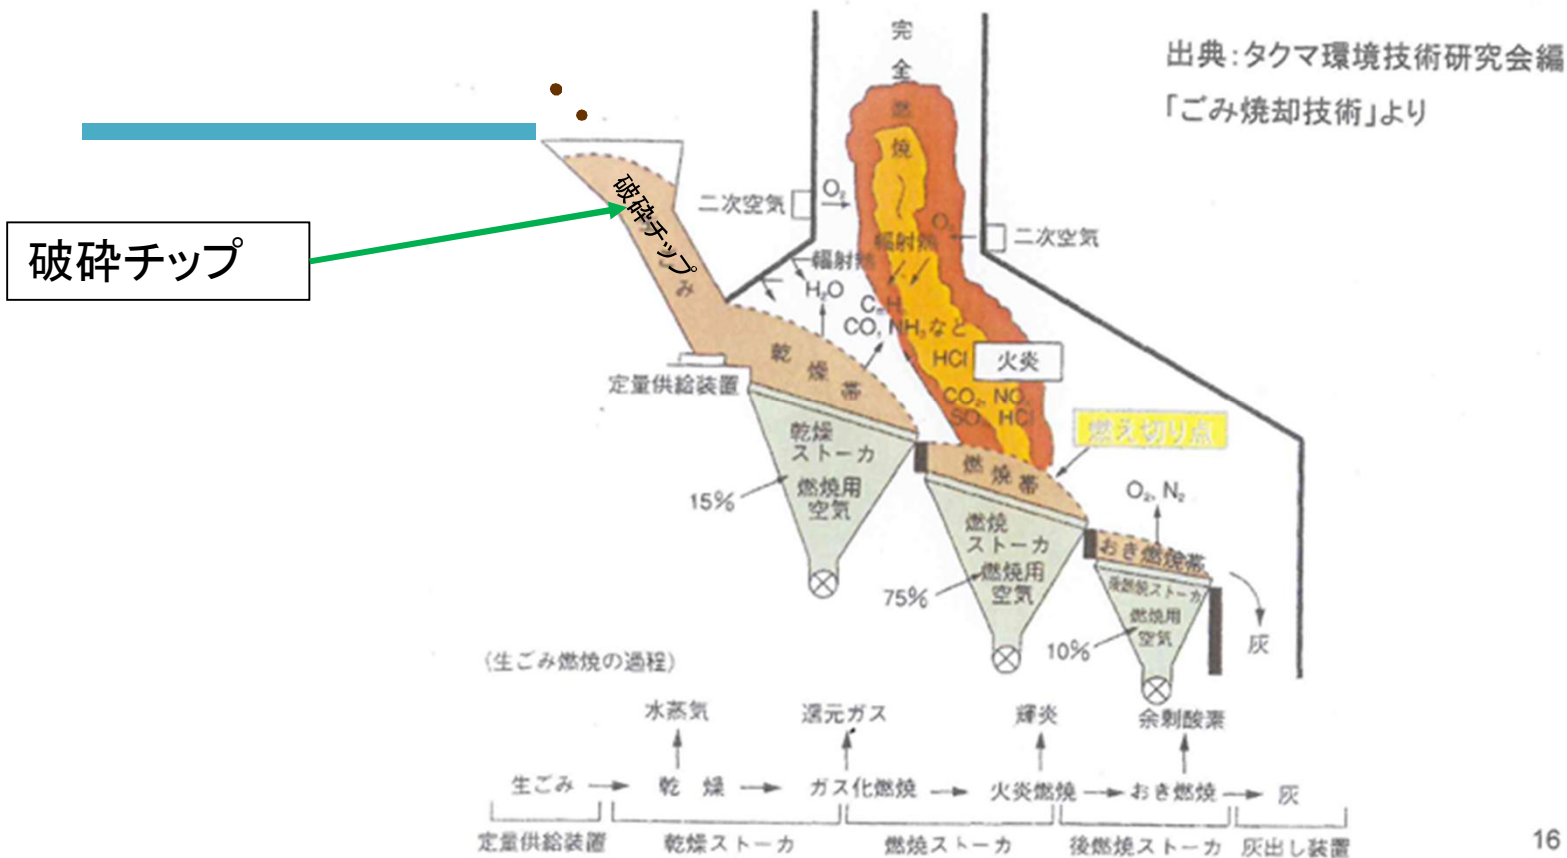 出典：タクマ環境技術研究会編
「ごみ焼却技術」より
完全燃焼
破砕チップ
破砕チップ
み
二次空気
O₂
O₂
二次空気
輻射熱
輻射熱
H₂O
CO, NH₃など
HCl
火炎
CO₂, NO
SO
HCl
定量供給装置
乾燥帯
乾燥
ストーカ
燃焼用
空気
15%
燃え切り点
燃焼帯
燃焼
ストーカ
燃焼用
空気
75%
O₂, N₂
おき燃焼帯
後燃焼ストーカ
燃焼用
空気
10%
灰
(生ごみ燃焼の過程)
水蒸気
還元ガス
輝炎
余剰酸素
生ごみ
乾 燥
ガス化燃焼
火炎燃焼
おき燃焼
灰
定量供給装置
乾燥ストーカ
燃焼ストーカ
後燃焼ストーカ
灰出し装置
16